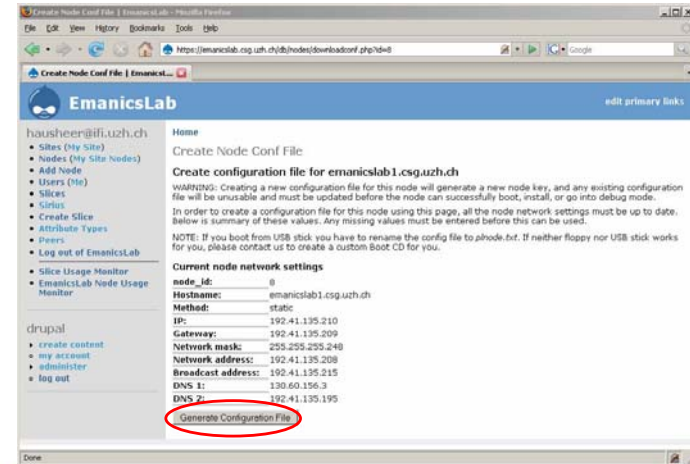 Create Node Conf File | EmanicsLab - Mozilla Firefox
File Edit View History Bookmarks Tools Help
https://emanicslab.csg.uzh.ch/db/nodes/downloadconf.php?id=8
Google
Create Node Conf File | EmanicsL...
EmanicsLab
edit primary links
hausheer@ifi.uzh.ch
Sites (My Site)
Nodes (My Site Nodes)
Add Node
Users (Me)
Slices
Sirius
Create Slice
Attribute Types
Peers
Log out of EmanicsLab
Slice Usage Monitor
EmanicsLab Node Usage
Monitor
drupal
create content
my account
administer
log out
Home
Create Node Conf File
Create configuration file for emanicslab1.csg.uzh.ch
WARNING: Creating a new configuration file for this node will generate a new node key, and any existing configuration
file will be unusable and must be updated before the node can successfully boot, install, or go into debug mode.
In order to create a configuration file for this node using this page, all the node network settings must be up to date.
Below is summary of these values. Any missing values must be entered before this can be used.
NOTE: If you boot from USB stick you have to rename the config file to plnode.txt. If neither floppy nor USB stick works
for you, please contact us to create a custom Boot CD for you.
Current node network settings
node_id: 8
Hostname: emanicslab1.csg.uzh.ch
Method: static
IP: 192.41.135.210
Gateway: 192.41.135.209
Network mask: 255.255.255.248
Network address: 192.41.135.208
Broadcast address: 192.41.135.215
DNS 1: 130.60.156.3
DNS 2: 192.41.135.195
Generate Configuration File
Done